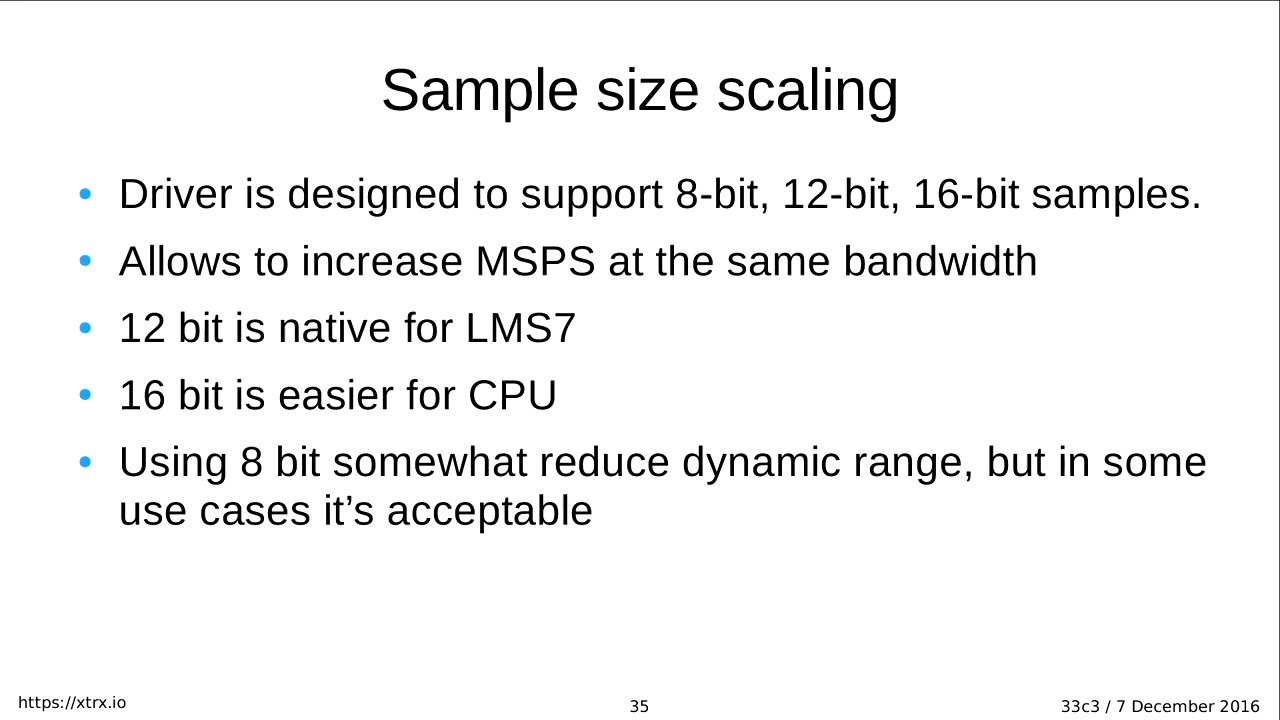 Sample size scaling
• Driver is designed to support 8-bit, 12-bit, 16-bit samples.
• Allows to increase MSPS at the same bandwidth
• 12 bit is native for LMS7
• 16 bit is easier for CPU
• Using 8 bit somewhat reduce dynamic range, but in some
use cases it’s acceptable
https://xtrx.io
35
33c3 / 7 December 2016